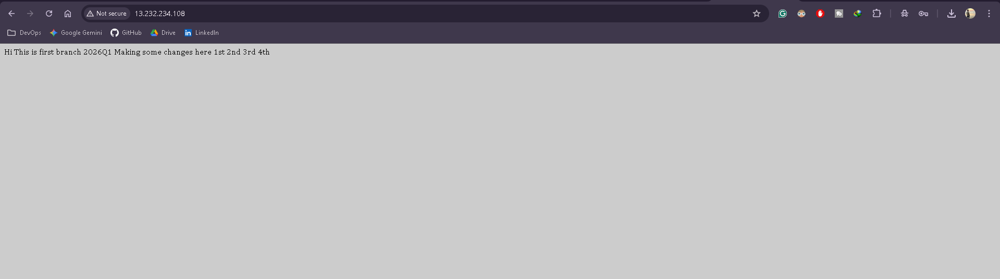 Not secure 13.232.234.108
DevOps Google Gemini GitHub Drive LinkedIn
Hi This is first branch 2026Q1 Making some changes here 1st 2nd 3rd 4th